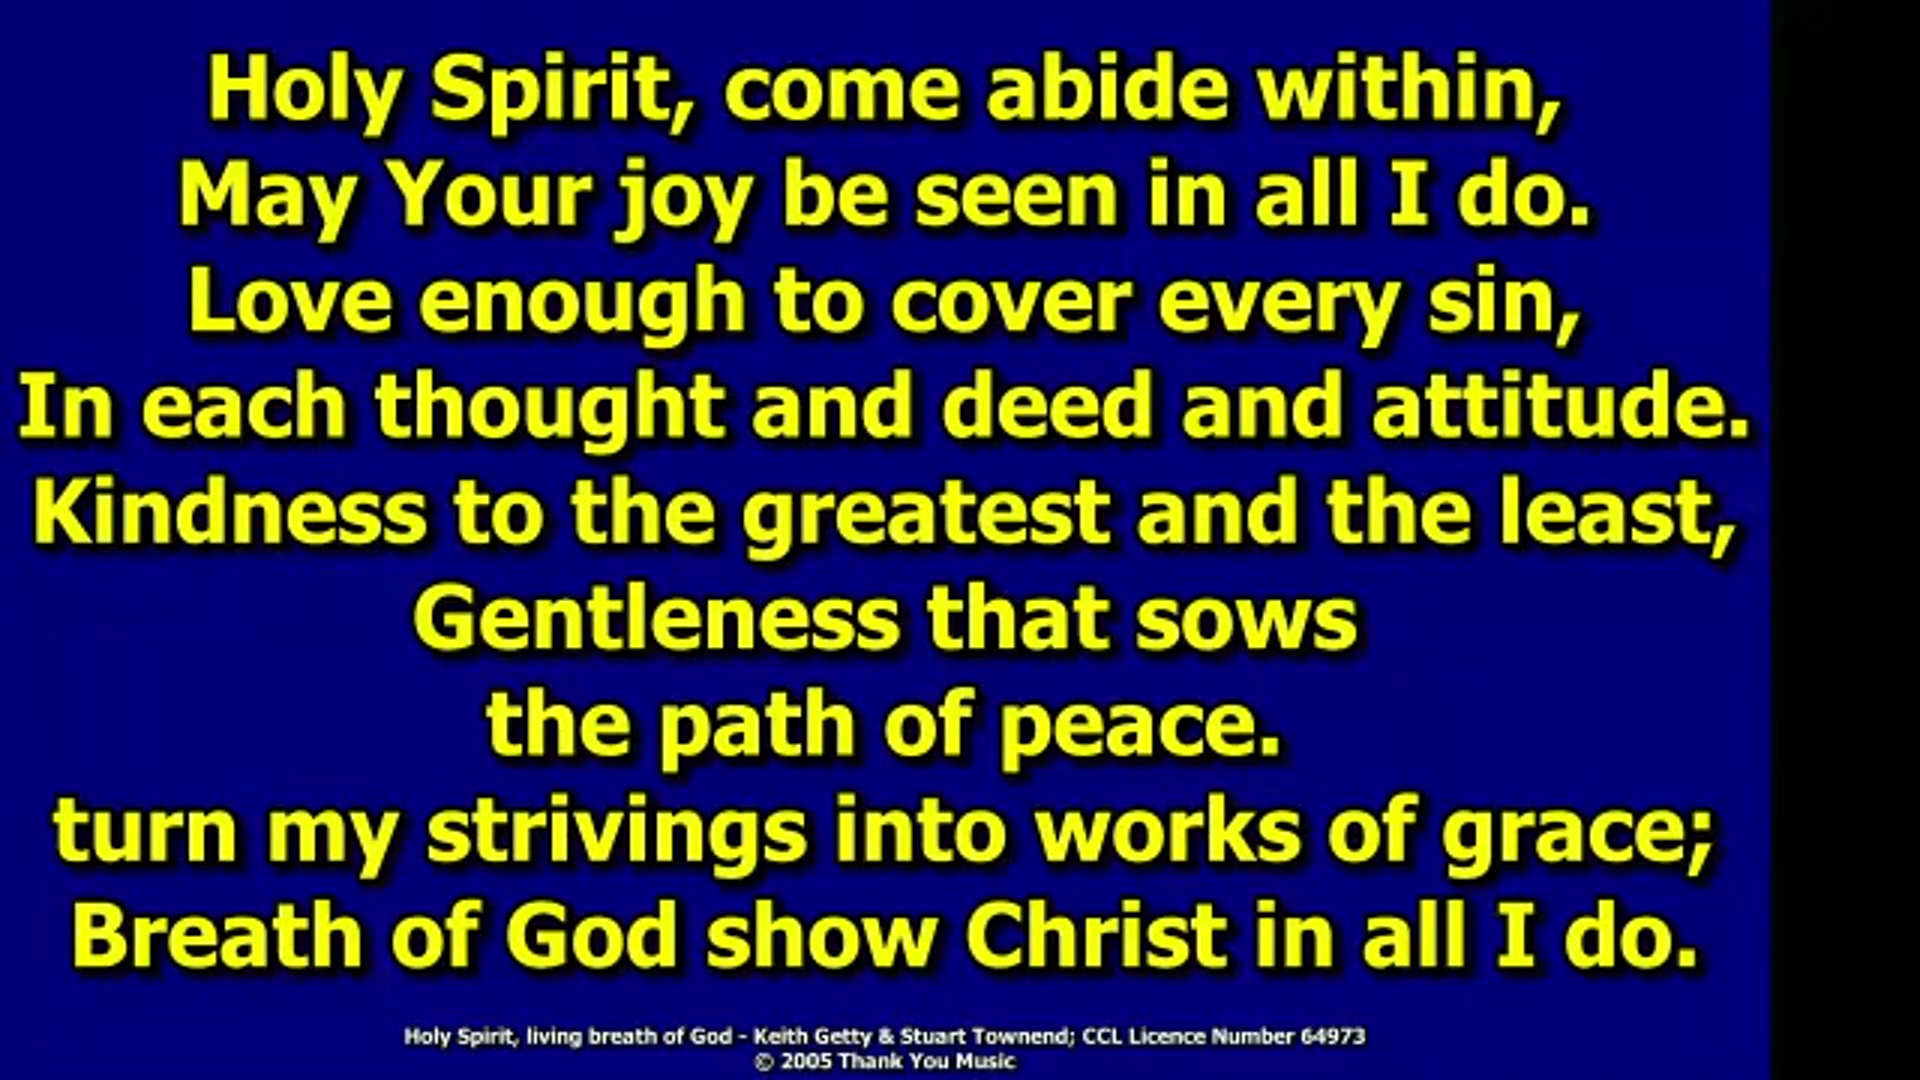 Holy Spirit, come abide within,
May Your joy be seen in all I do.
Love enough to cover every sin,
In each thought and deed and attitude.
Kindness to the greatest and the least,
Gentleness that sows
the path of peace.
turn my strivings into works of grace;
Breath of God show Christ in all I do.
Holy Spirit, living breath of God - Keith Getty & Stuart Townend; CCL Licence Number 64973
© 2005 Thank You Music